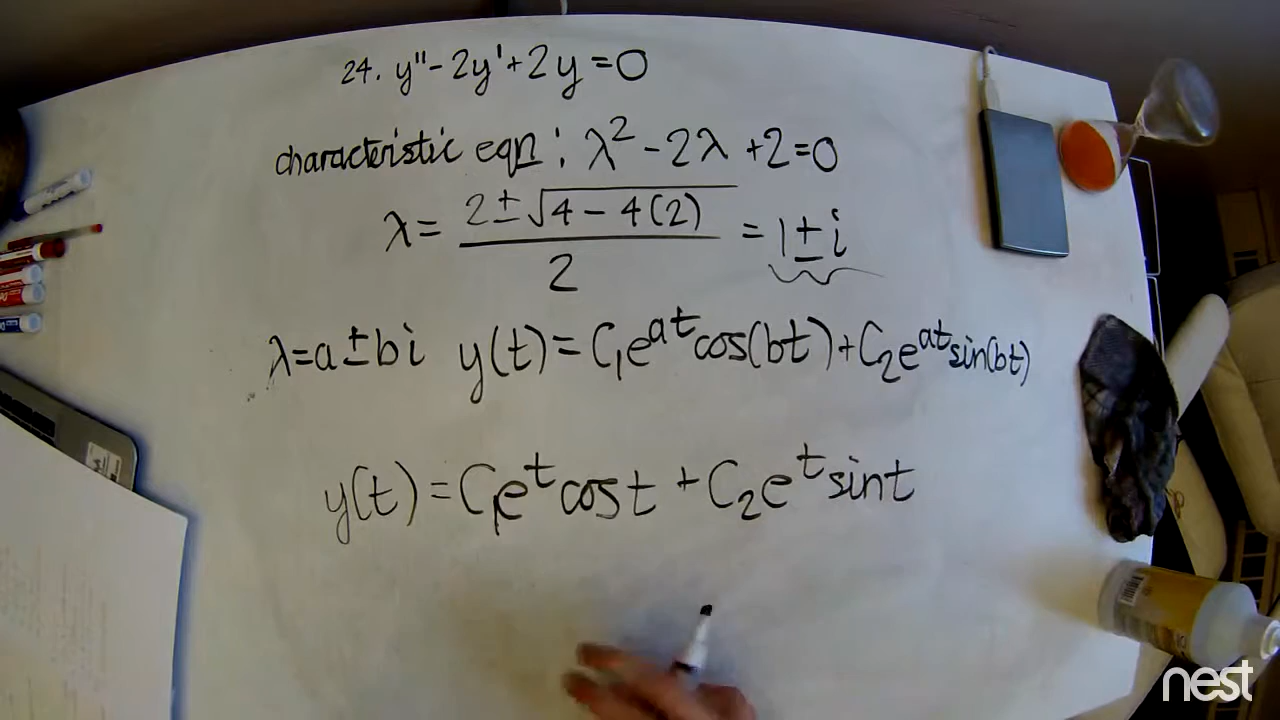 24. y'' - 2y' + 2y = 0
characteristic eqn : λ² - 2λ + 2 = 0
λ = (2 ± √(4 - 4(2))) / 2 = 1 ± i
λ = a ± bi y(t) = C₁e^(at)cos(bt) + C₂e^(at)sin(bt)
y(t) = C₁e^t cost + C₂e^t sint
nest